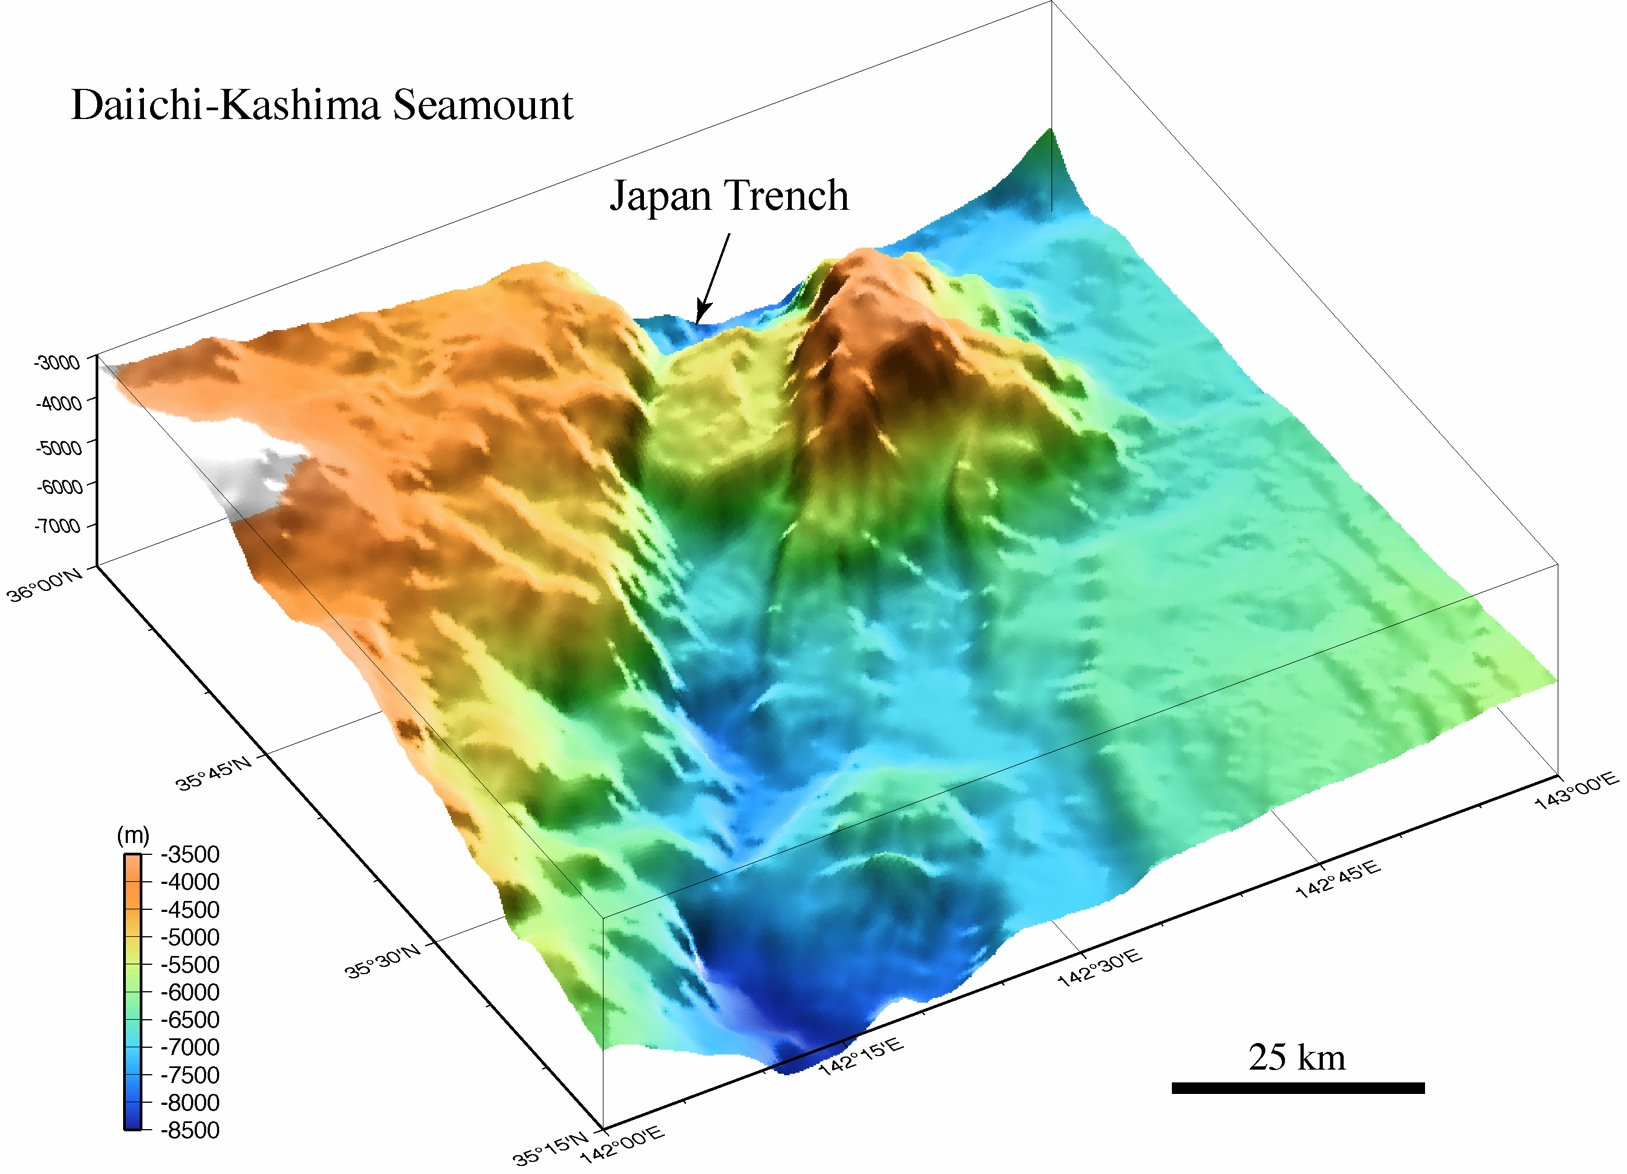 Daiichi-Kashima Seamount
Japan Trench
-3000
-4000
-5000
-6000
-7000
36°00'N
35°45'N
35°30'N
35°15'N
142°00'E
142°15'E
142°30'E
142°45'E
143°00'E
(m)
-3500
-4000
-4500
-5000
-5500
-6000
-6500
-7000
-7500
-8000
-8500
25 km